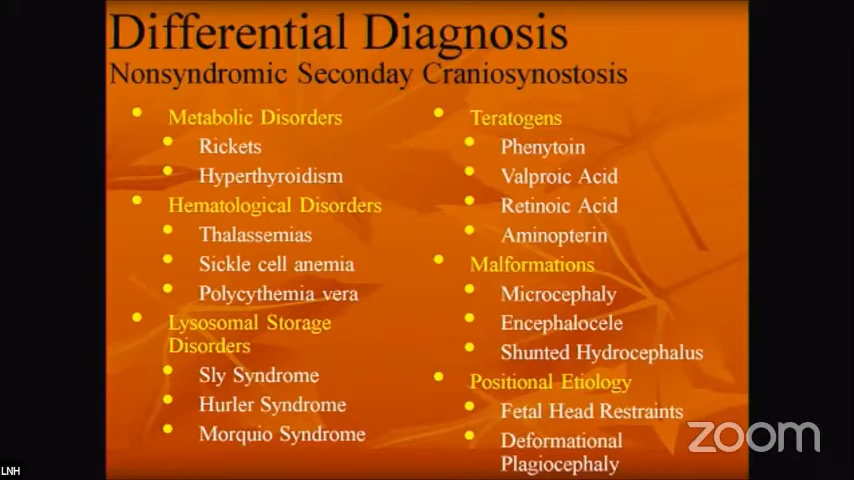 Differential Diagnosis
Nonsyndromic Seconday Craniosynostosis
Metabolic Disorders
Rickets
Hyperthyroidism
Hematological Disorders
Thalassemias
Sickle cell anemia
Polycythemia vera
Lysosomal Storage
Disorders
Sly Syndrome
Hurler Syndrome
Morquio Syndrome
Teratogens
Phenytoin
Valproic Acid
Retinoic Acid
Aminopterin
Malformations
Microcephaly
Encephalocele
Shunted Hydrocephalus
Positional Etiology
Fetal Head Restraints
Deformational
Plagiocephaly
zoom
LNH